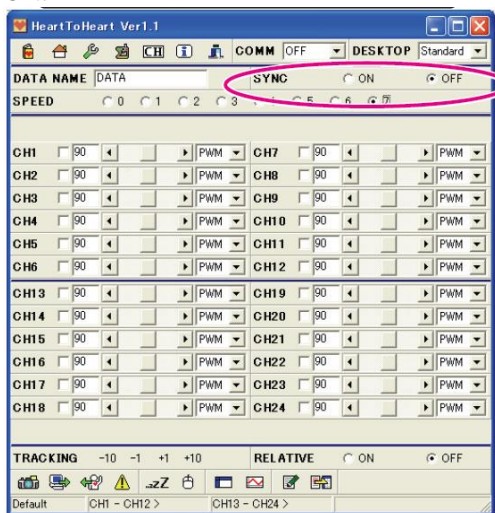 HeartToHeart Ver1.1
CH COMM OFF DESKTOP Standard
DATA NAME DATA SYNC ON OFF
SPEED 0 1 2 3 5 6 7
CH1 90 PWM CH7 90 PWM
CH2 90 PWM CH8 90 PWM
CH3 90 PWM CH9 90 PWM
CH4 90 PWM CH10 90 PWM
CH5 90 PWM CH11 90 PWM
CH6 90 PWM CH12 90 PWM
CH13 90 PWM CH19 90 PWM
CH14 90 PWM CH20 90 PWM
CH15 90 PWM CH21 90 PWM
CH16 90 PWM CH22 90 PWM
CH17 90 PWM CH23 90 PWM
CH18 90 PWM CH24 90 PWM
TRACKING -10 -1 +1 +10 RELATIVE ON OFF
..zZ
Default CH1 - CH12 > CH13 - CH24 >